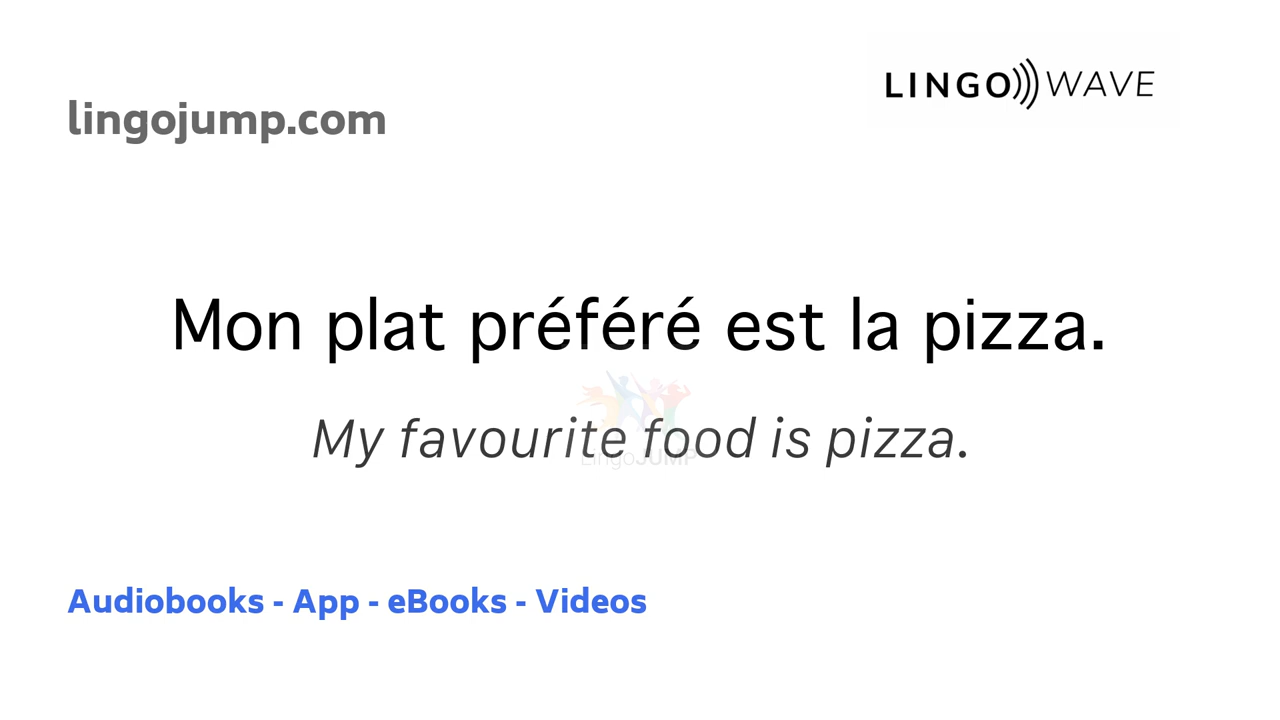 lingojump.com
LINGO WAVE
Mon plat préféré est la pizza.
My favourite food is pizza.
LingoJUMP
Audiobooks - App - eBooks - Videos